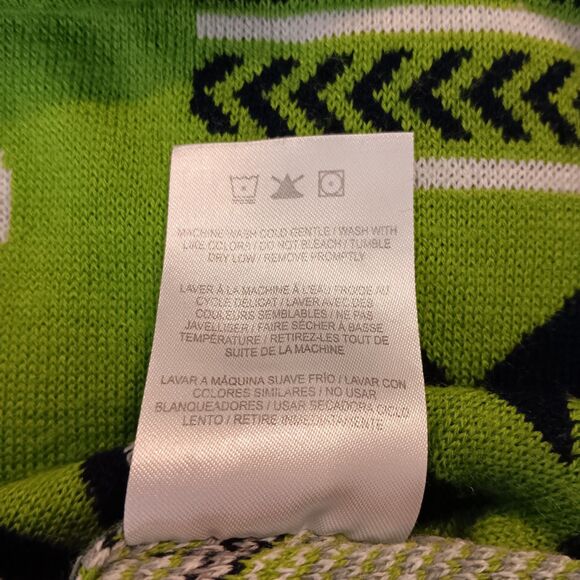 MACHINE WASH COLD GENTLE / WASH WITH
LIKE COLORS / DO NOT BLEACH / TUMBLE
DRY LOW / REMOVE PROMPTLY
LAVER À LA MACHINE À L'EAU FROIDE AU
CYCLE DÉLICAT / LAVER AVEC DES
COULEURS SEMBLABLES / NE PAS
JAVELLISER / FAIRE SÉCHER À BASSE
TEMPÉRATURE / RETIREZ-LES TOUT DE
SUITE DE LA MACHINE
LAVAR A MÁQUINA SUAVE FRÍO / LAVAR CON
COLORES SIMILARES / NO USAR
BLANQUEADORES / USAR SECADORA CICLO
LENTO / RETIRE INMEDIATEMENTE